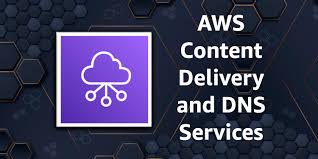 AWS
Content
Delivery
and DNS
Services